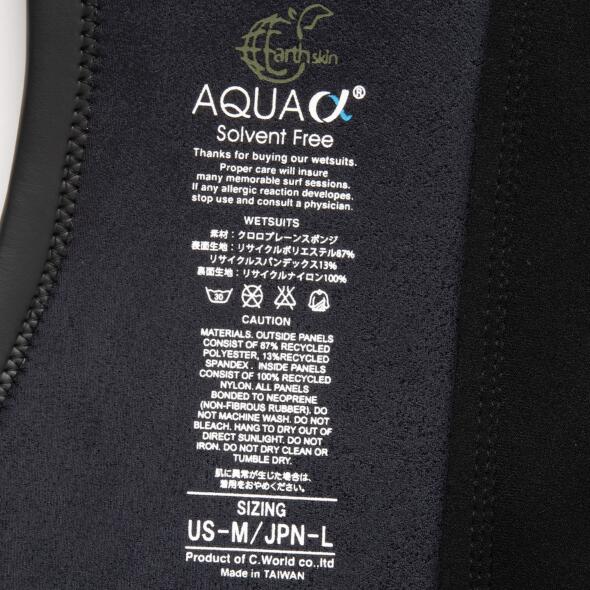 Earth skin
AQUAα®
Solvent Free
Thanks for buying our wetsuits.
Proper care will insure
many memorable surf sessions.
If any allergic reaction developes.
stop use and consult a physician.
WETSUITS
素材：クロロプレーンスポンジ
表面生地：リサイクルポリエステル87%
リサイクルスパンデックス13%
裏面生地：リサイクルナイロン100%
30
CAUTION
MATERIALS. OUTSIDE PANELS
CONSIST OF 87% RECYCLED
POLYESTER, 13%RECYCLED
SPANDEX . INSIDE PANELS
CONSIST OF 100% RECYCLED
NYLON. ALL PANELS
BONDED TO NEOPRENE
(NON-FIBROUS RUBBER). DO
NOT MACHINE WASH. DO NOT
BLEACH. HANG TO DRY OUT OF
DIRECT SUNLIGHT. DO NOT
IRON. DO NOT DRY CLEAN OR
TUMBLE DRY.
肌に異常が生じた場合は、
着用をおやめください。
SIZING
US-M/JPN-L
Product of C.World co.,ltd
Made in TAIWAN